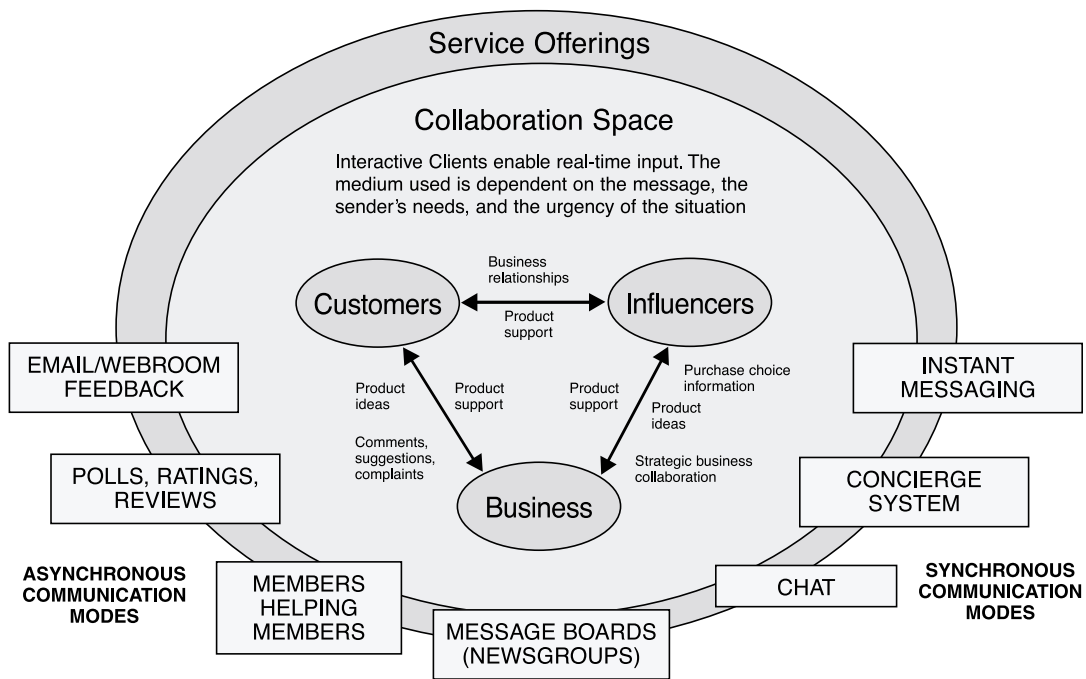 Service Offerings
Collaboration Space
Interactive Clients enable real-time input. The
medium used is dependent on the message, the
sender's needs, and the urgency of the situation
Business
relationships
Customers
Influencers
Product
support
EMAIL/WEBROOM
FEEDBACK
Product
ideas
Product
support
Comments,
suggestions,
complaints
Product
support
Purchase choice
information
Product
ideas
Strategic business
collaboration
INSTANT
MESSAGING
POLLS, RATINGS,
REVIEWS
Business
CONCIERGE
SYSTEM
ASYNCHRONOUS
COMMUNICATION
MODES
MEMBERS
HELPING
MEMBERS
MESSAGE BOARDS
(NEWSGROUPS)
CHAT
SYNCHRONOUS
COMMUNICATION
MODES